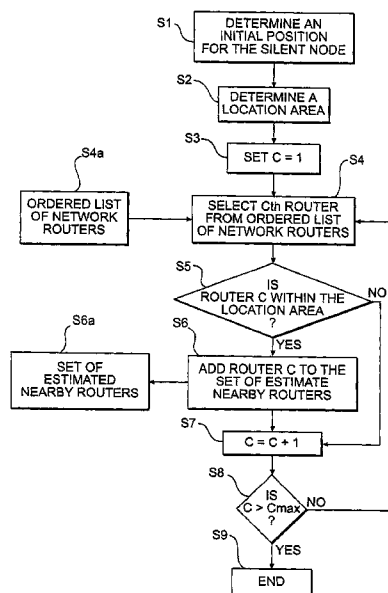 S1
DETERMINE AN
INITIAL POSITION
FOR THE SILENT NODE
S2
DETERMINE A
LOCATION AREA
S3
SET C = 1
S4a
S4
ORDERED LIST
OF NETWORK
ROUTERS
SELECT Cth ROUTER
FROM ORDERED LIST
OF NETWORK ROUTERS
S5
IS
ROUTER C WITHIN THE
LOCATION AREA
?
NO
YES
S6a
S6
SET OF
ESTIMATED
NEARBY ROUTERS
ADD ROUTER C TO THE
SET OF ESTIMATE
NEARBY ROUTERS
S7
C = C + 1
S8
IS
C > Cmax
?
NO
YES
S9
END